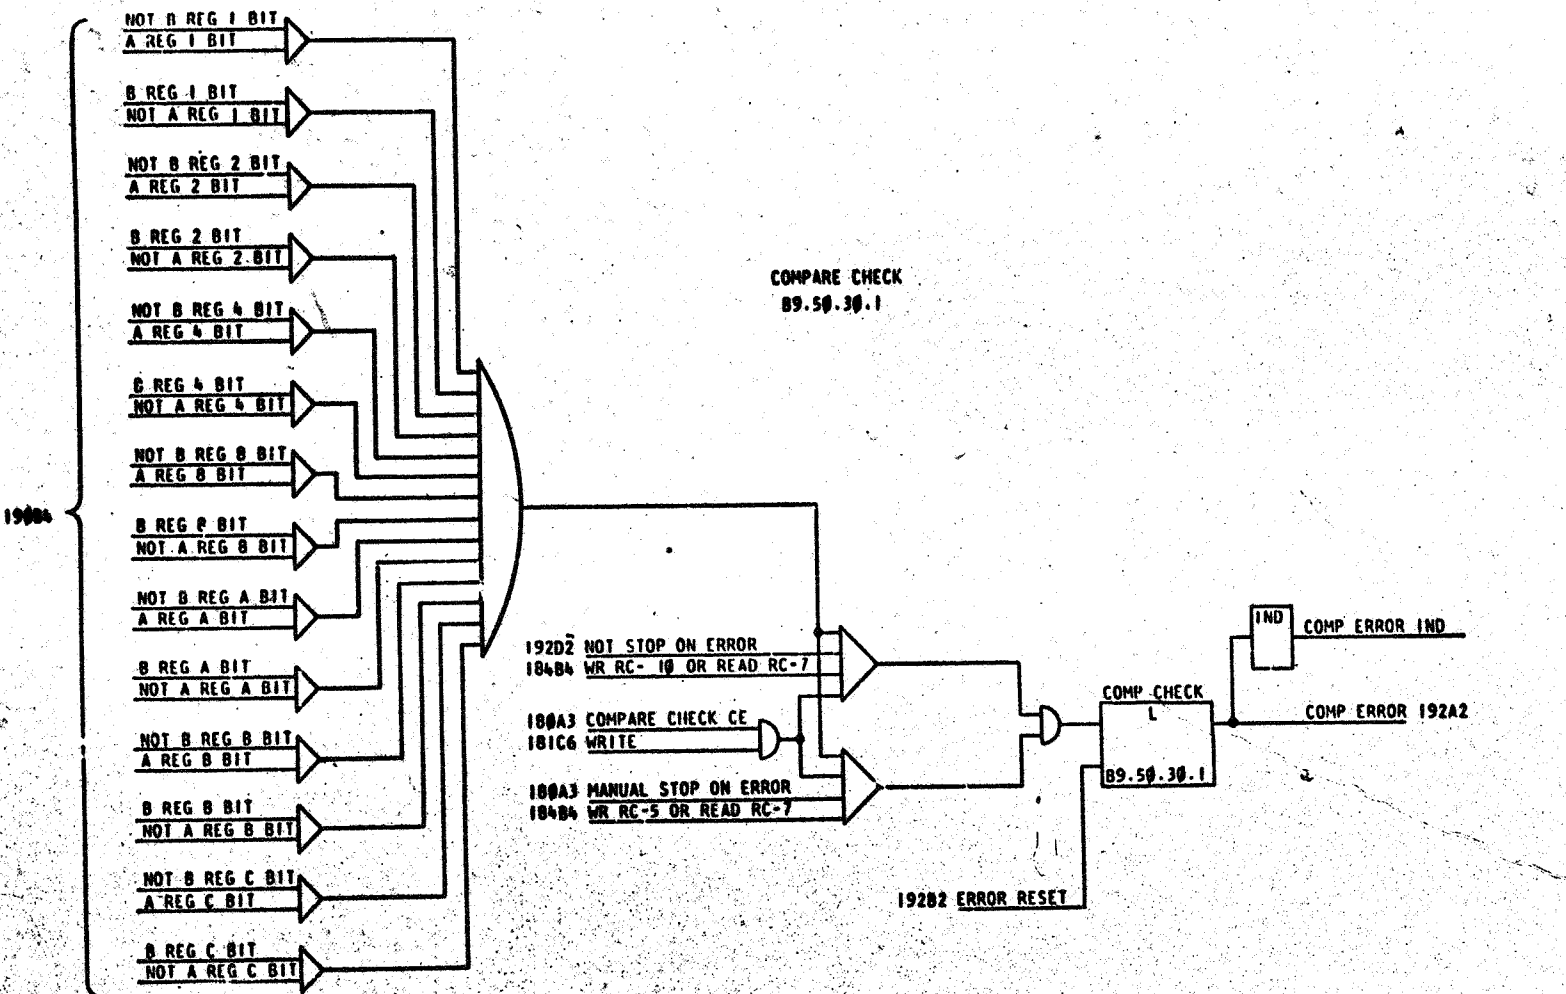 NOT B REG 1 BIT
A REG 1 BIT
B REG 1 BIT
NOT A REG 1 BIT
NOT B REG 2 BIT
A REG 2 BIT
B REG 2 BIT
NOT A REG 2 BIT
NOT B REG 4 BIT
A REG 4 BIT
B REG 4 BIT
NOT A REG 4 BIT
NOT B REG 8 BIT
A REG 8 BIT
190B4
B REG 8 BIT
NOT A REG 8 BIT
NOT B REG A BIT
A REG A BIT
B REG A BIT
NOT A REG A BIT
NOT B REG B BIT
A REG B BIT
B REG B BIT
NOT A REG B BIT
NOT B REG C BIT
A REG C BIT
B REG C BIT
NOT A REG C BIT
COMPARE CHECK
B9.50.30.1
192D2 NOT STOP ON ERROR
184B4 WR RC-10 OR READ RC-7
180A3 COMPARE CHECK CE
181C6 WRITE
180A3 MANUAL STOP ON ERROR
184B4 WR RC-5 OR READ RC-7
192B2 ERROR RESET
COMP CHECK
L
B9.50.30.1
IND
COMP ERROR IND
COMP ERROR 192A2